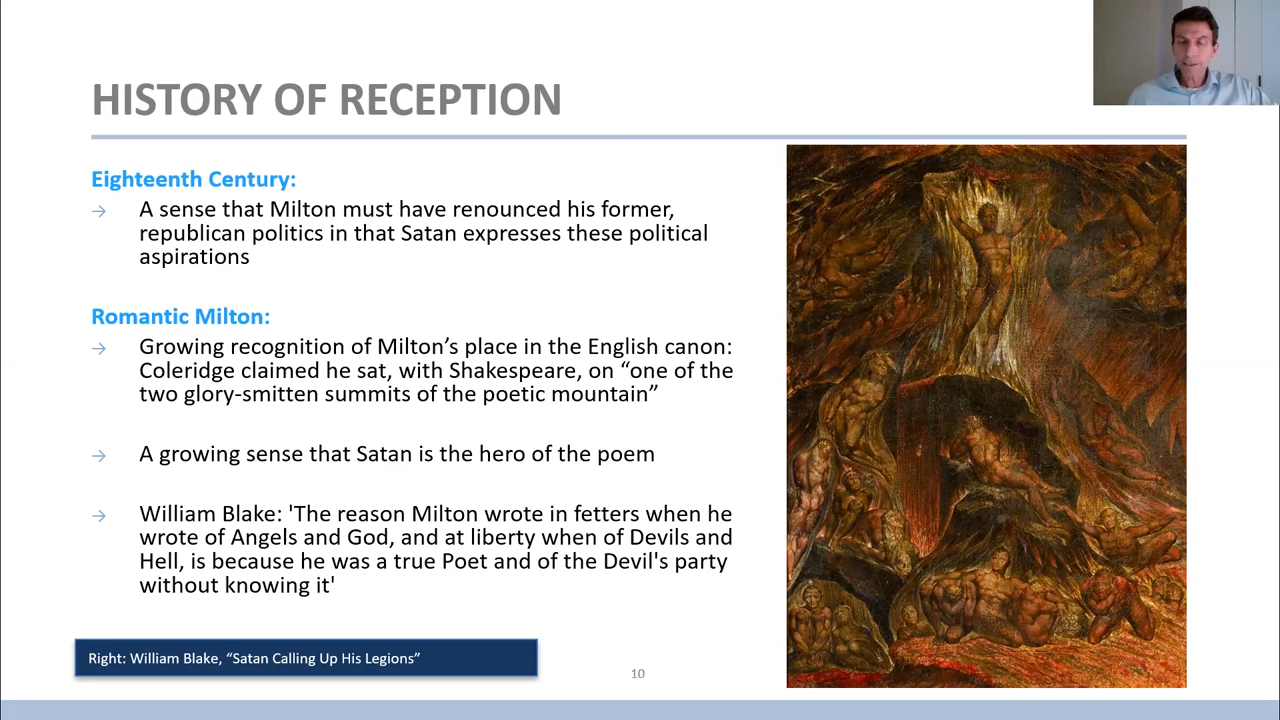 HISTORY OF RECEPTION
Eighteenth Century:
→ A sense that Milton must have renounced his former,
republican politics in that Satan expresses these political
aspirations
Romantic Milton:
→ Growing recognition of Milton’s place in the English canon:
Coleridge claimed he sat, with Shakespeare, on “one of the
two glory-smitten summits of the poetic mountain”
→ A growing sense that Satan is the hero of the poem
→ William Blake: 'The reason Milton wrote in fetters when he
wrote of Angels and God, and at liberty when of Devils and
Hell, is because he was a true Poet and of the Devil's party
without knowing it'
Right: William Blake, “Satan Calling Up His Legions”
10